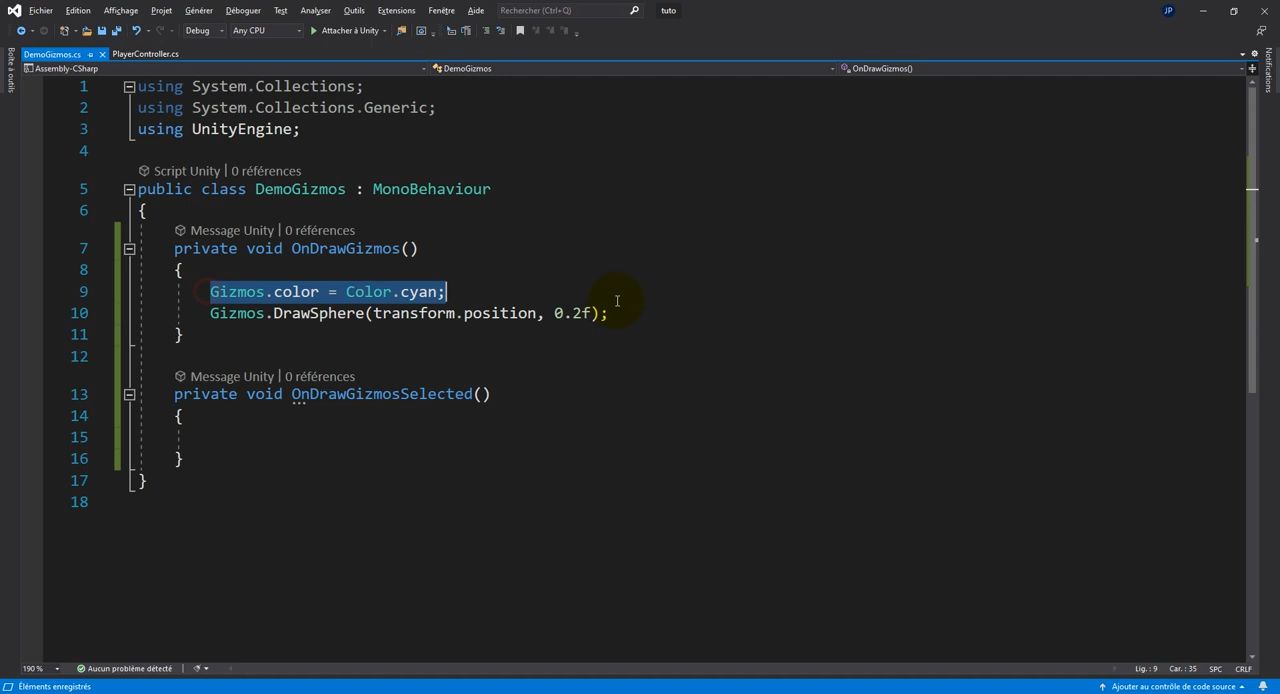 Fichier Edition Affichage Projet Générer Déboguer Test Analyser Outils Extensions Fenêtre Aide Rechercher (Ctrl+Q) tuto JP
Debug Any CPU Attacher à Unity
Boîte à outils
DemoGizmos.cs PlayerController.cs
Notifications
Assembly-CSharp DemoGizmos OnDrawGizmos()
1 using System.Collections;
2 using System.Collections.Generic;
3 using UnityEngine;
4
Script Unity | 0 références
5 public class DemoGizmos : MonoBehaviour
6 {
Message Unity | 0 références
7 private void OnDrawGizmos()
8 {
9 Gizmos.color = Color.cyan;
10 Gizmos.DrawSphere(transform.position, 0.2f);
11 }
12
Message Unity | 0 références
13 private void OnDrawGizmosSelected()
14 {
15
16 }
17 }
18
190 % Aucun problème détecté Lig. : 9 Car. : 35 SPC CRLF
Éléments enregistrés Ajouter au contrôle de code source